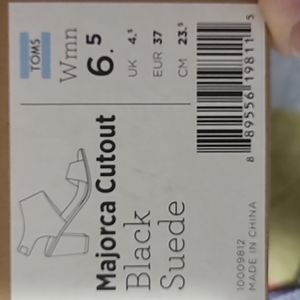 TOMS
Wmn
6.5
UK 4.5
EUR 37
CM 23.5
Majorca Cutout
Black
Suede
8 89556 19811 5
10009812
MADE IN CHINA